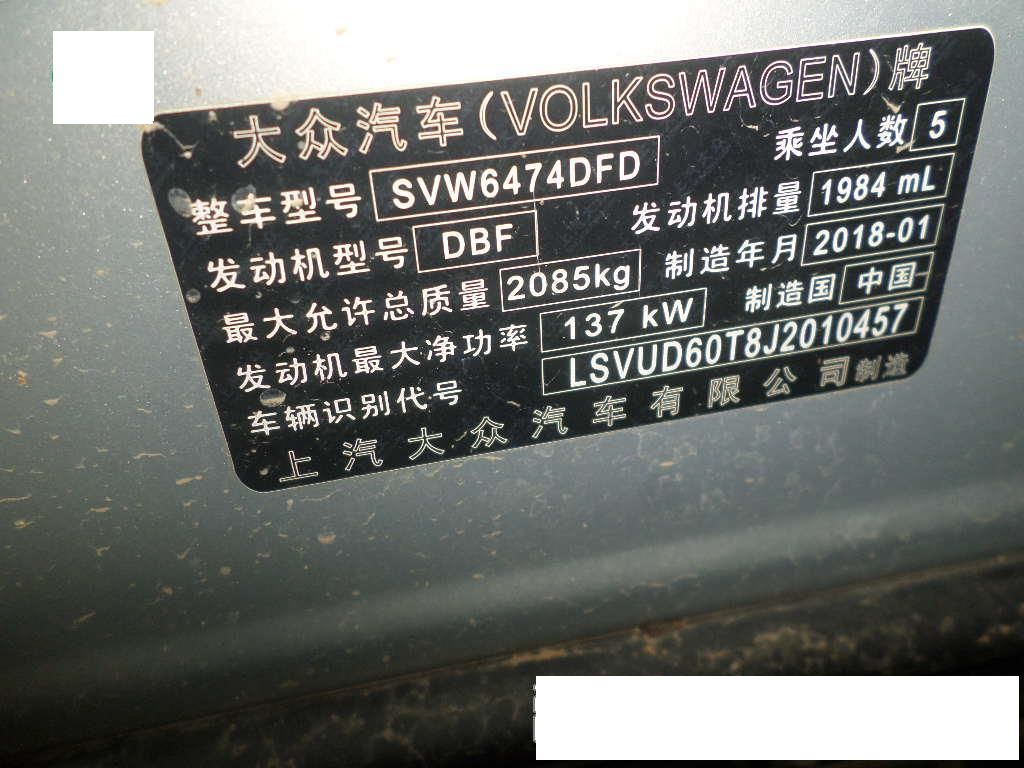 大众汽车(VOLKSWAGEN)牌
整车型号 SVW6474DFD 乘坐人数 5
发动机型号 DBF 发动机排量 1984 mL
最大允许总质量 2085kg 制造年月 2018-01
发动机最大净功率 137 kW 制造国 中国
车辆识别代号 LSVUD60T8J2010457
上汽大众汽车有限公司制造